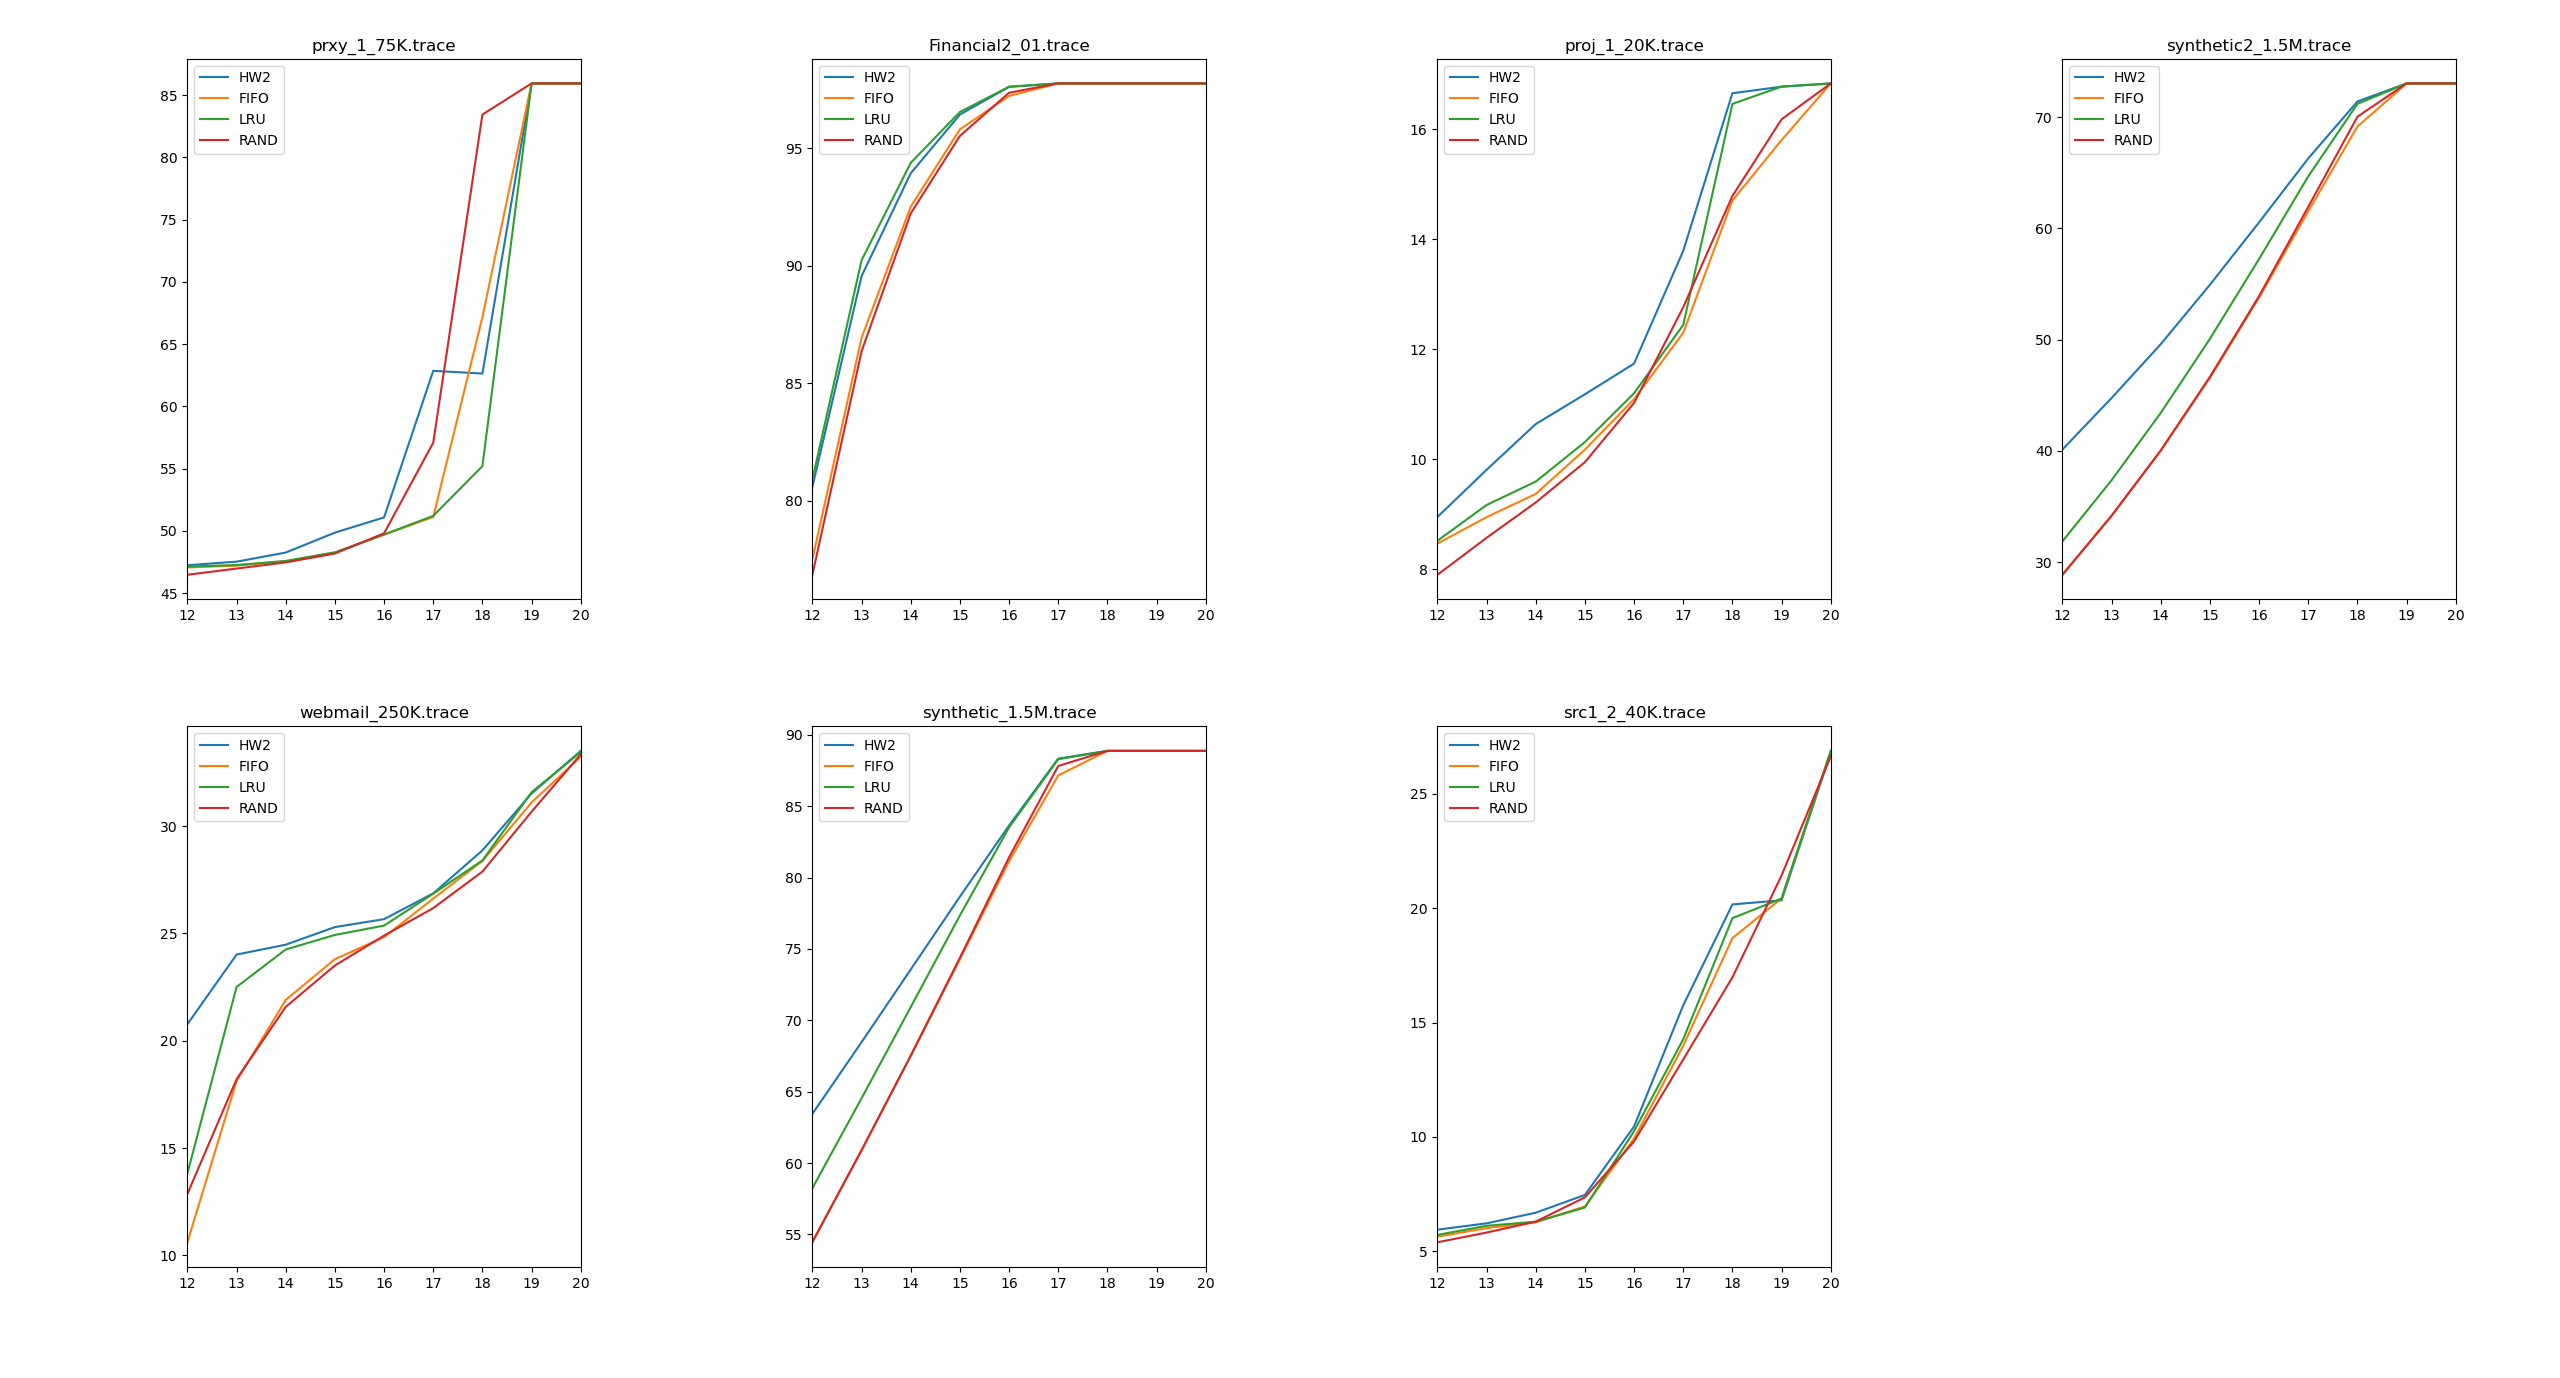 prxy_1_75K.trace
HW2
FIFO
LRU
RAND
85
80
75
70
65
60
55
50
45
12 13 14 15 16 17 18 19 20
Financial2_01.trace
HW2
FIFO
LRU
RAND
95
90
85
80
12 13 14 15 16 17 18 19 20
proj_1_20K.trace
HW2
FIFO
LRU
RAND
16
14
12
10
8
12 13 14 15 16 17 18 19 20
synthetic2_1.5M.trace
HW2
FIFO
LRU
RAND
70
60
50
40
30
12 13 14 15 16 17 18 19 20
webmail_250K.trace
HW2
FIFO
LRU
RAND
30
25
20
15
10
12 13 14 15 16 17 18 19 20
synthetic_1.5M.trace
HW2
FIFO
LRU
RAND
90
85
80
75
70
65
60
55
12 13 14 15 16 17 18 19 20
src1_2_40K.trace
HW2
FIFO
LRU
RAND
25
20
15
10
5
12 13 14 15 16 17 18 19 20